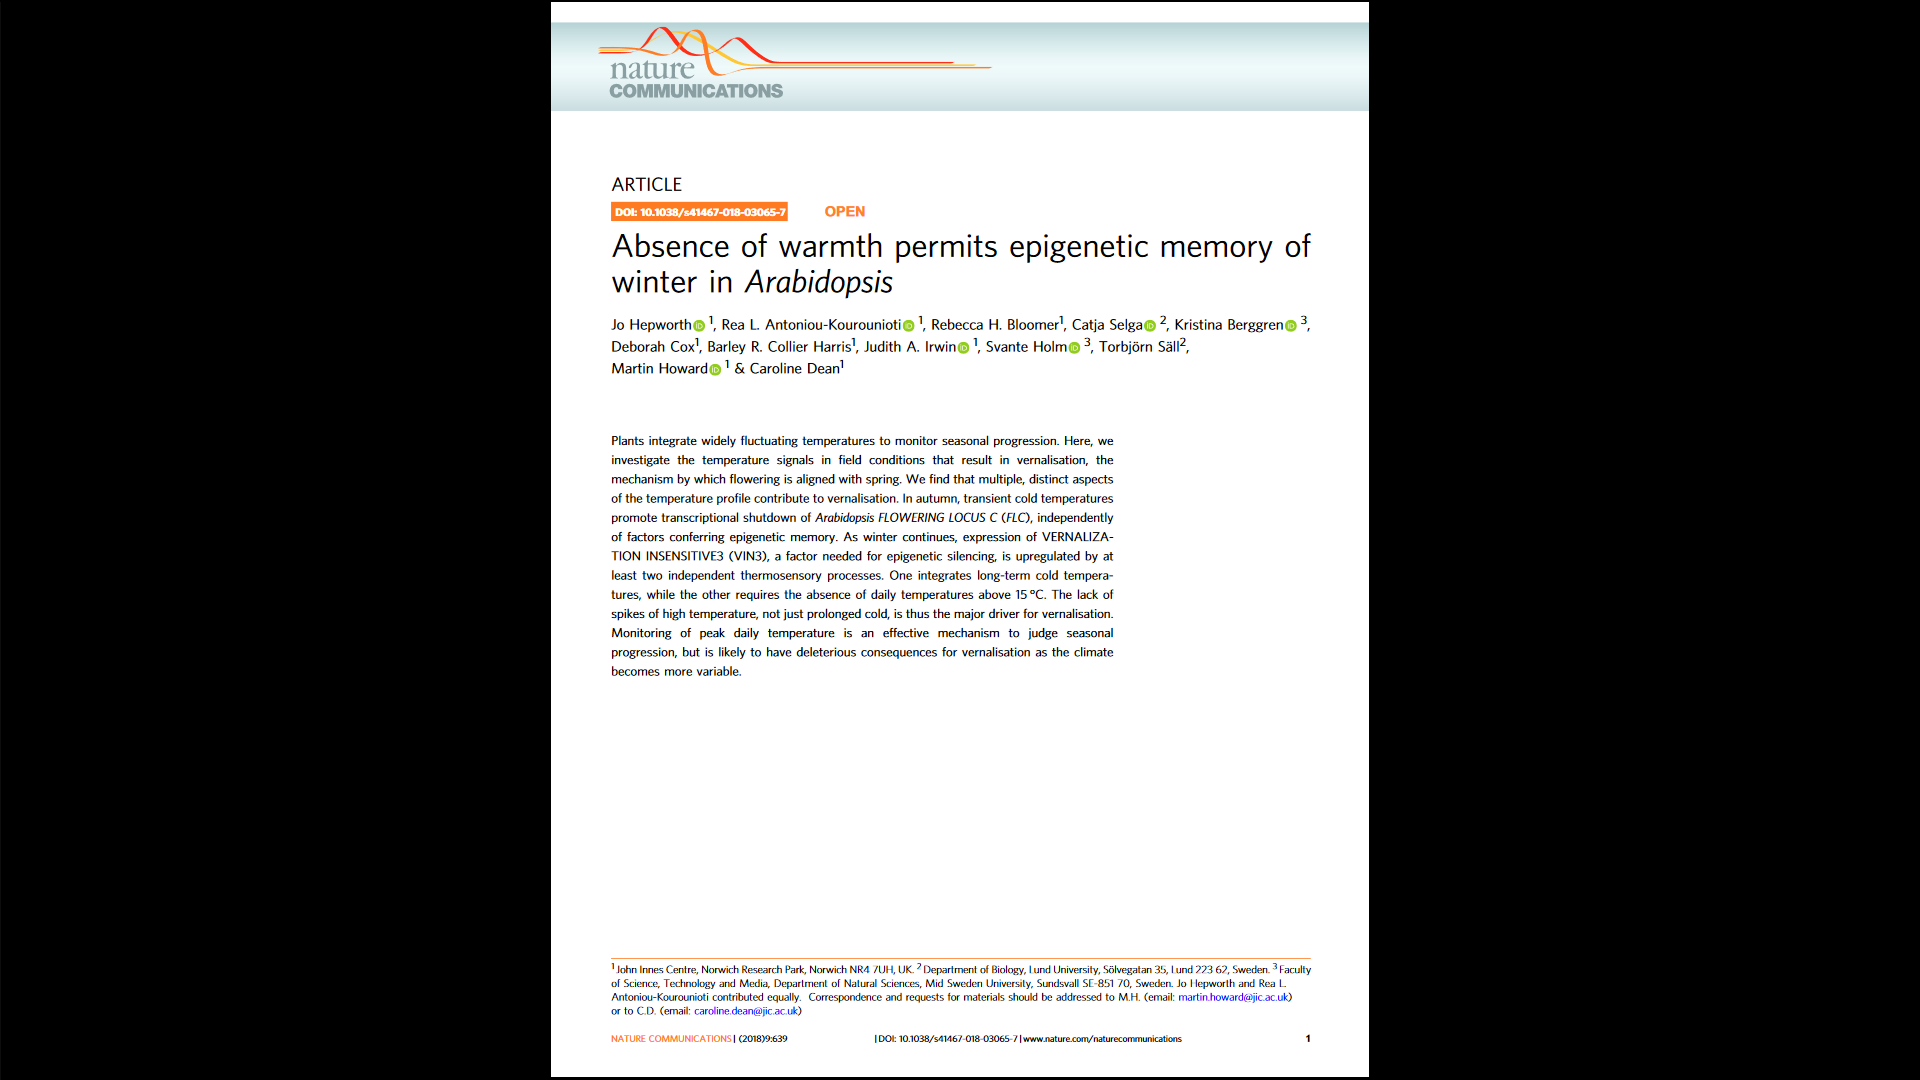 nature
COMMUNICATIONS
ARTICLE
DOI: 10.1038/s41467-018-03065-7 OPEN
Absence of warmth permits epigenetic memory of
winter in Arabidopsis
Jo Hepworth 1, Rea L. Antoniou-Kourounioti 1, Rebecca H. Bloomer1, Catja Selga 2, Kristina Berggren 3,
Deborah Cox1, Barley R. Collier Harris1, Judith A. Irwin 1, Svante Holm 3, Torbjörn Säll2,
Martin Howard 1 & Caroline Dean1
Plants integrate widely fluctuating temperatures to monitor seasonal progression. Here, we
investigate the temperature signals in field conditions that result in vernalisation, the
mechanism by which flowering is aligned with spring. We find that multiple, distinct aspects
of the temperature profile contribute to vernalisation. In autumn, transient cold temperatures
promote transcriptional shutdown of Arabidopsis FLOWERING LOCUS C (FLC), independently
of factors conferring epigenetic memory. As winter continues, expression of VERNALIZA-
TION INSENSITIVE3 (VIN3), a factor needed for epigenetic silencing, is upregulated by at
least two independent thermosensory processes. One integrates long-term cold tempera-
tures, while the other requires the absence of daily temperatures above 15 °C. The lack of
spikes of high temperature, not just prolonged cold, is thus the major driver for vernalisation.
Monitoring of peak daily temperature is an effective mechanism to judge seasonal
progression, but is likely to have deleterious consequences for vernalisation as the climate
becomes more variable.
1 John Innes Centre, Norwich Research Park, Norwich NR4 7UH, UK. 2 Department of Biology, Lund University, Sölvegatan 35, Lund 223 62, Sweden. 3 Faculty
of Science, Technology and Media, Department of Natural Sciences, Mid Sweden University, Sundsvall SE-851 70, Sweden. Jo Hepworth and Rea L.
Antoniou-Kourounioti contributed equally. Correspondence and requests for materials should be addressed to M.H. (email: martin.howard@jic.ac.uk)
or to C.D. (email: caroline.dean@jic.ac.uk)
NATURE COMMUNICATIONS | (2018)9:639 | DOI: 10.1038/s41467-018-03065-7 | www.nature.com/naturecommunications 1